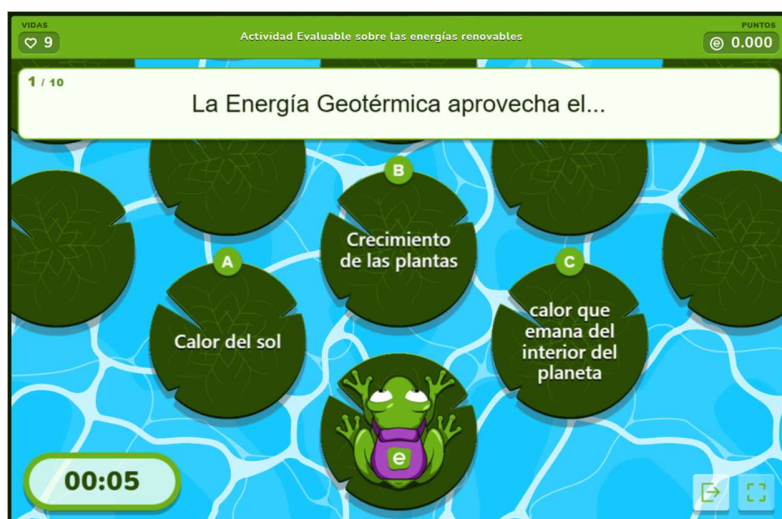 VIDAS
9
Actividad Evaluable sobre las energías renovables
PUNTOS
e 0.000
1 / 10
La Energía Geotérmica aprovecha el...
B
Crecimiento
de las plantas
A
Calor del sol
C
calor que
emana del
interior del
planeta
e
00:05